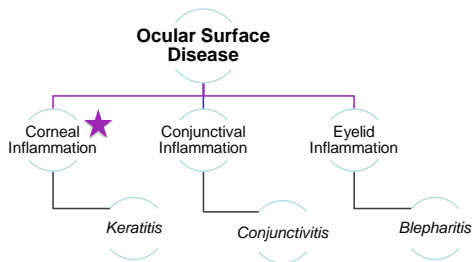 Ocular Surface
Disease
Corneal
Inflammation
Conjunctival
Inflammation
Eyelid
Inflammation
Keratitis
Conjunctivitis
Blepharitis